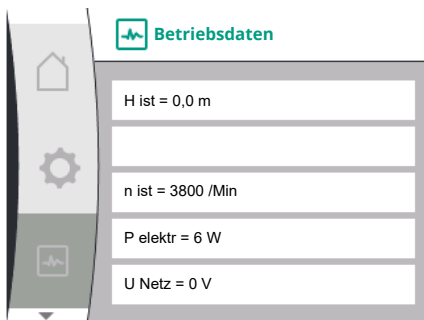 Betriebsdaten
H ist = 0,0 m
n ist = 3800 /Min
P elektr = 6 W
U Netz = 0 V